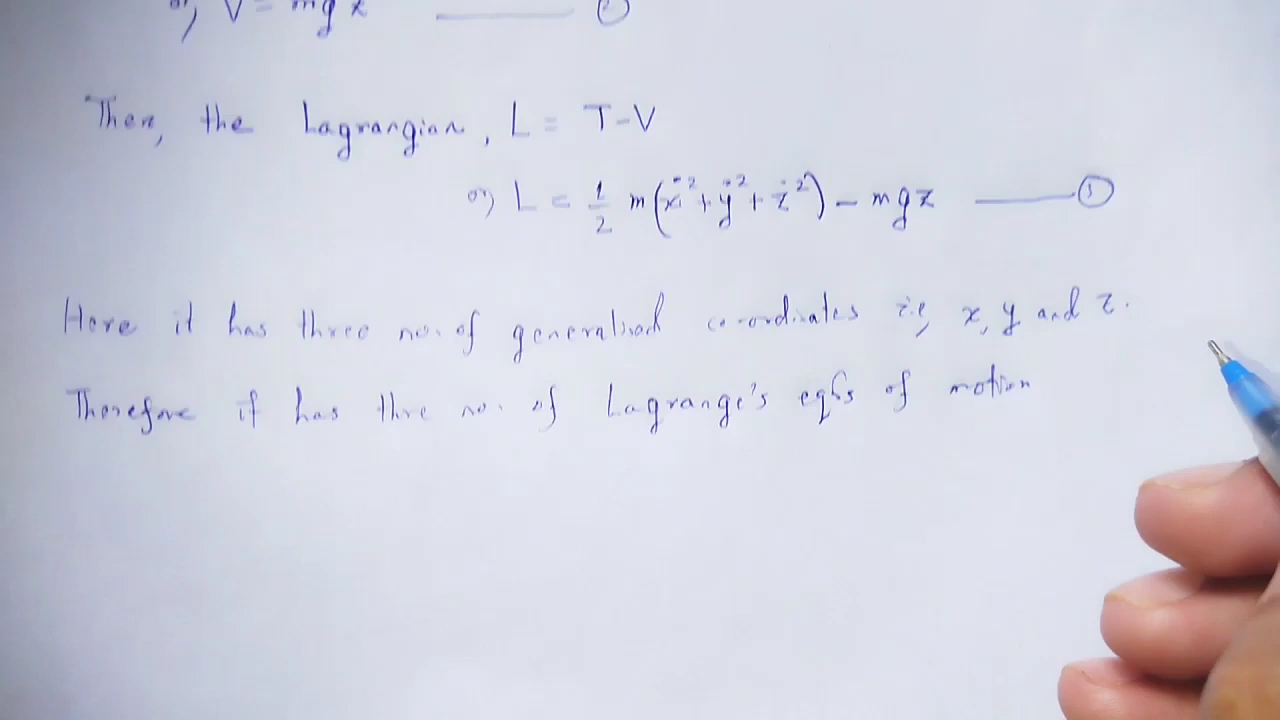 or, V = mgz —— ②
Then, the Lagrangian, L = T-V
or, L = 1/2 m(ẋ²+ẏ²+ż²) - mgz —— ③
Here it has three no. of generalised co-ordinates i.e, x, y and z.
Therefore it has thre no. of Lagrange's eqns of motion